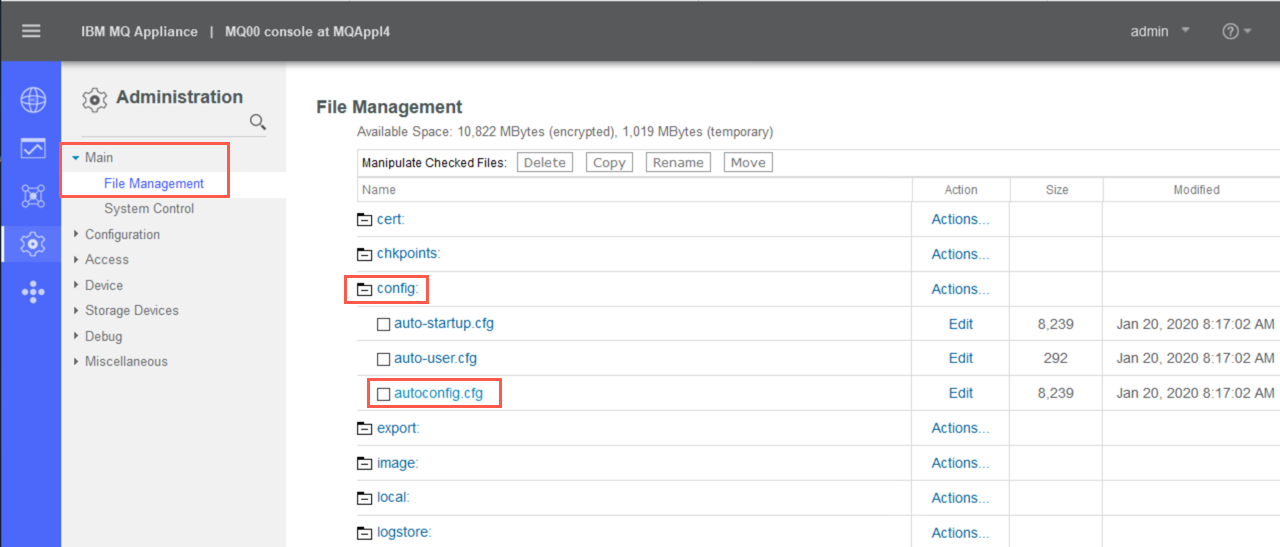 IBM MQ Appliance | MQ00 console at MQAppl4
admin
Administration
Main
File Management
System Control
Configuration
Access
Device
Storage Devices
Debug
Miscellaneous
File Management
Available Space: 10,822 MBytes (encrypted), 1,019 MBytes (temporary)
Manipulate Checked Files: Delete Copy Rename Move
Name Action Size Modified
cert: Actions...
chkpoints: Actions...
config: Actions...
auto-startup.cfg Edit 8,239 Jan 20, 2020 8:17:02 AM
auto-user.cfg Edit 292 Jan 20, 2020 8:17:02 AM
autoconfig.cfg Edit 8,239 Jan 20, 2020 8:17:02 AM
export: Actions...
image: Actions...
local: Actions...
logstore: Actions...